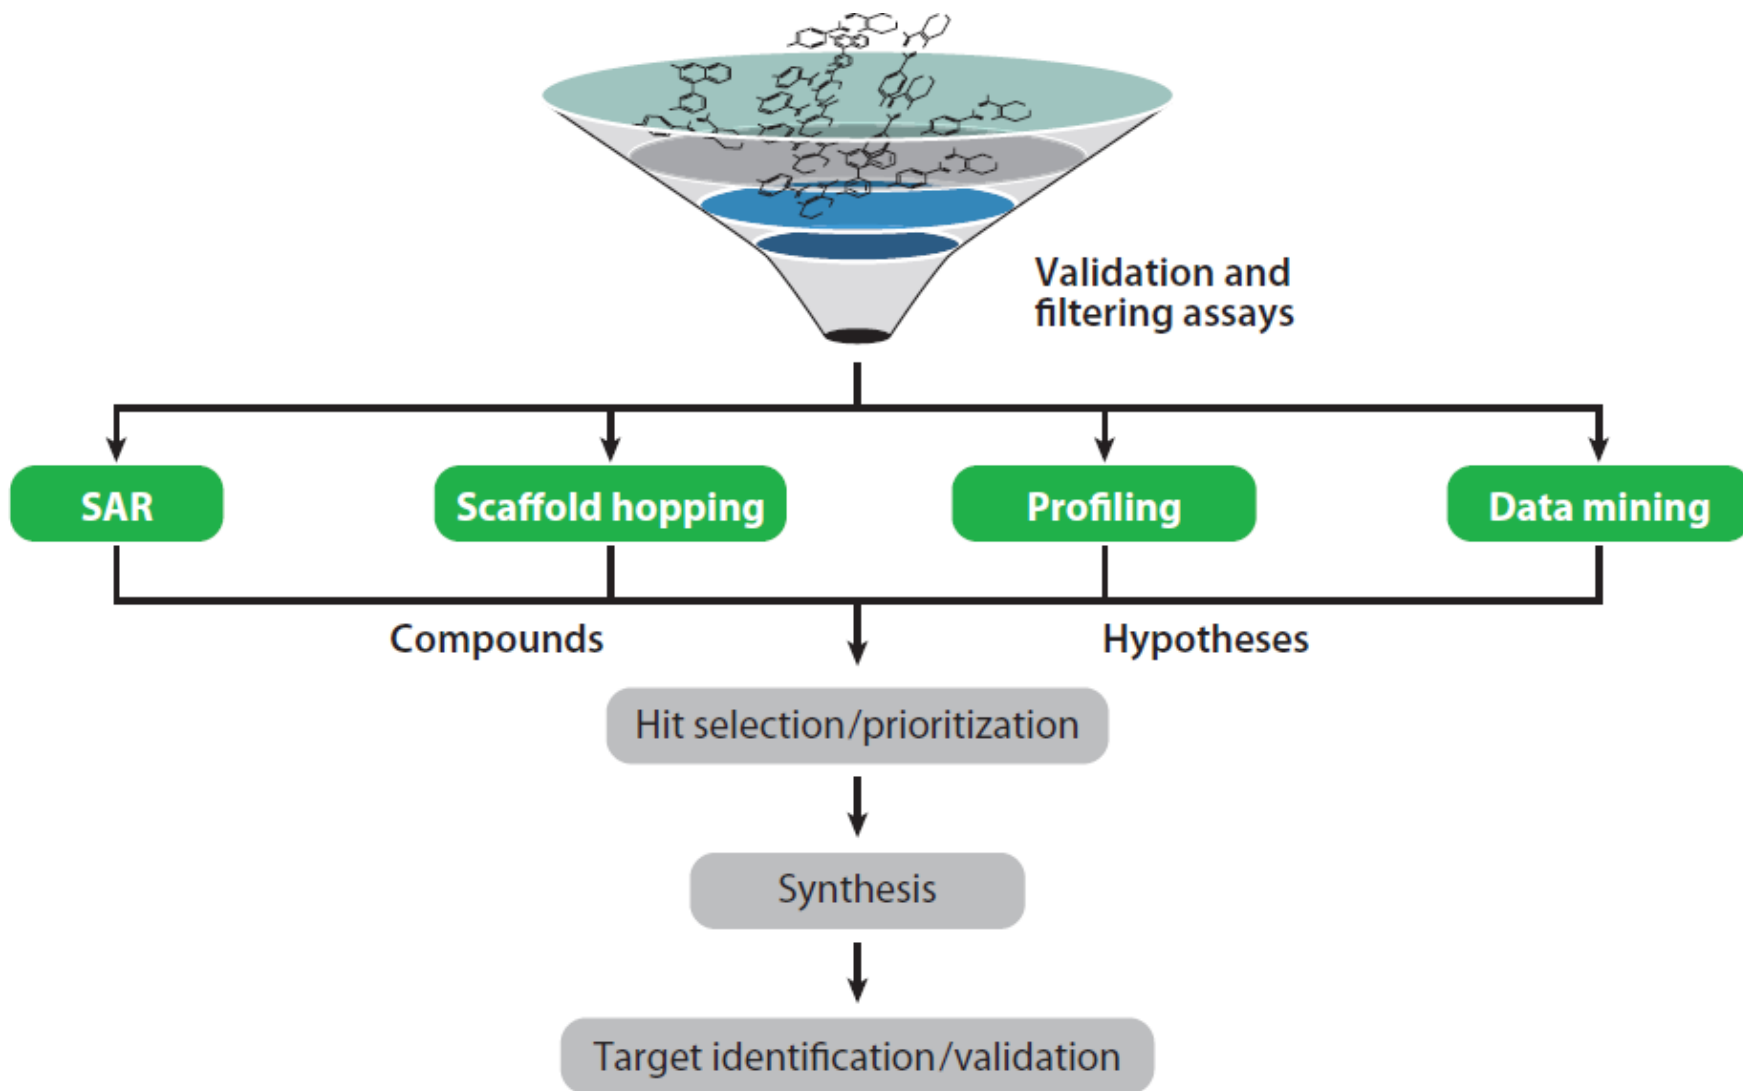 Validation and
filtering assays
SAR
Scaffold hopping
Profiling
Data mining
Compounds
Hypotheses
Hit selection/prioritization
Synthesis
Target identification/validation